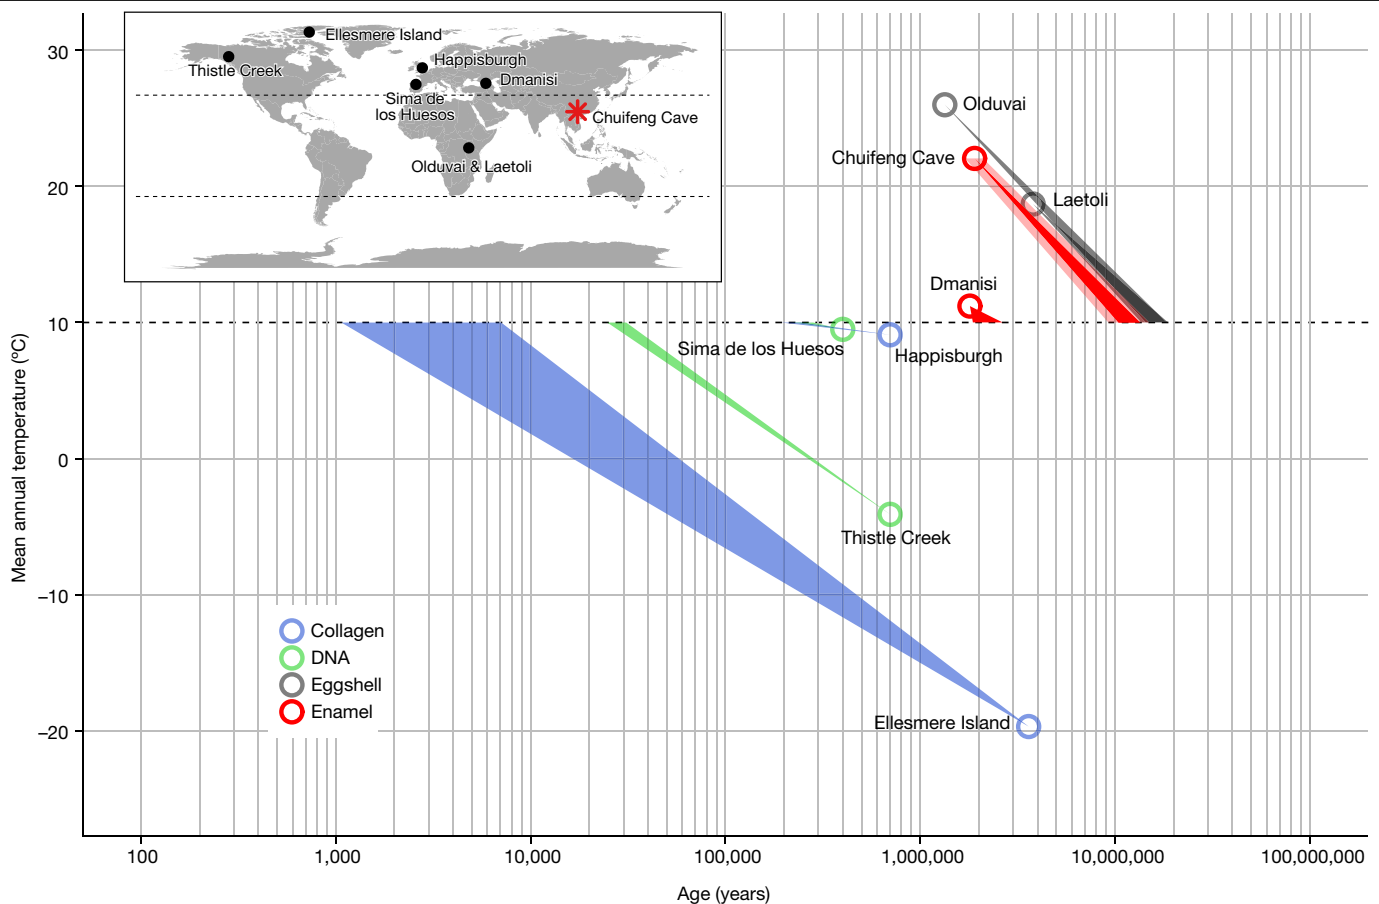 Ellesmere Island
Thistle Creek
Happisburgh
Dmanisi
Sima de
los Huesos
Chuifeng Cave
Olduvai & Laetoli
30
20
10
0
−10
−20
Mean annual temperature (ºC)
Olduvai
Chuifeng Cave
Laetoli
Dmanisi
Sima de los Huesos
Happisburgh
Thistle Creek
Ellesmere Island
Collagen
DNA
Eggshell
Enamel
100
1,000
10,000
100,000
1,000,000
10,000,000
100,000,000
Age (years)